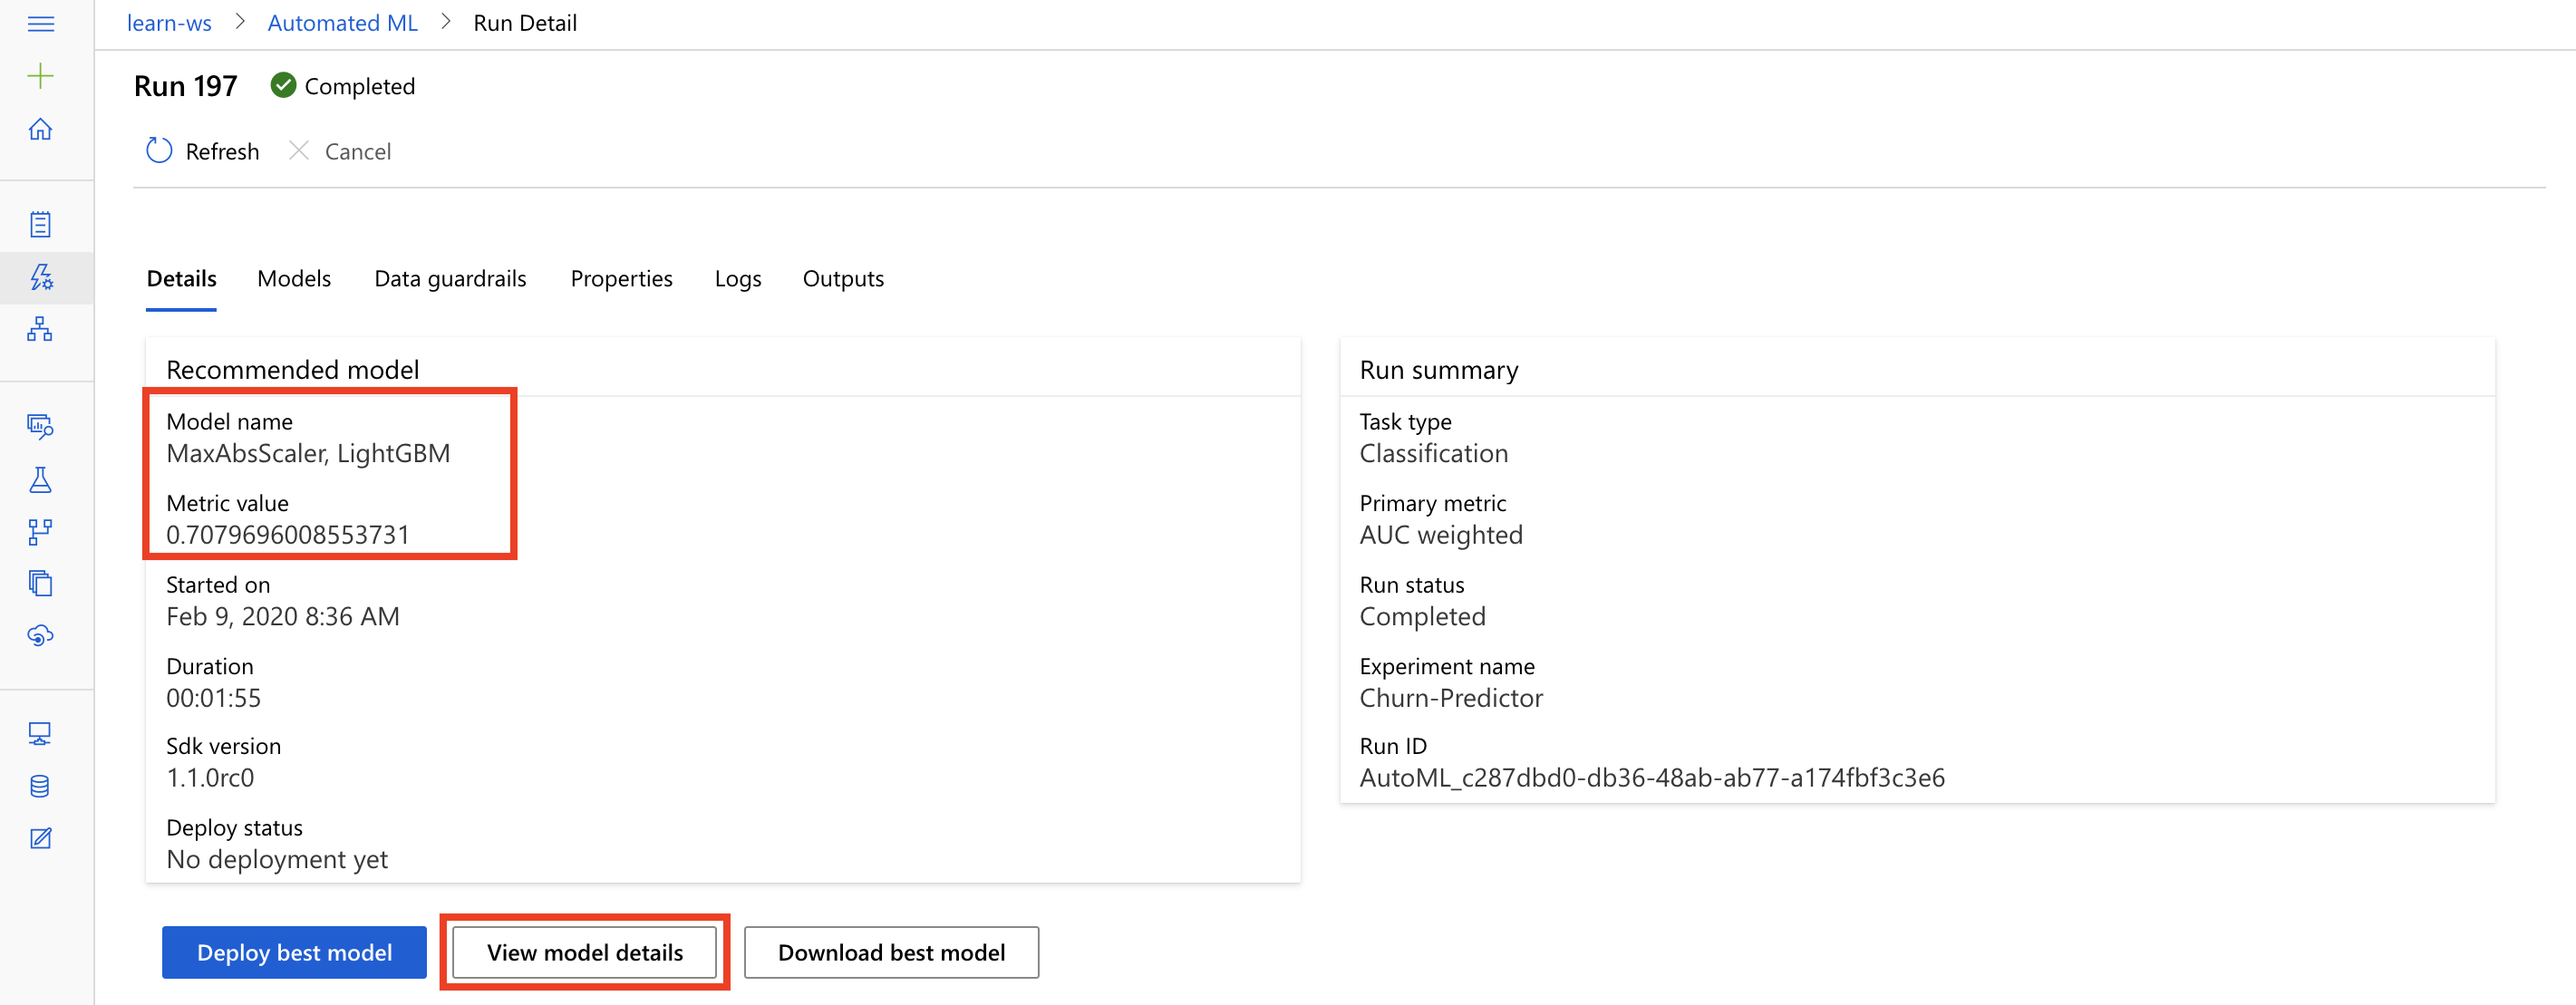 learn-ws > Automated ML > Run Detail
Run 197 Completed
Refresh Cancel
Details Models Data guardrails Properties Logs Outputs
Recommended model
Model name
MaxAbsScaler, LightGBM
Metric value
0.7079696008553731
Started on
Feb 9, 2020 8:36 AM
Duration
00:01:55
Sdk version
1.1.0rc0
Deploy status
No deployment yet
Run summary
Task type
Classification
Primary metric
AUC weighted
Run status
Completed
Experiment name
Churn-Predictor
Run ID
AutoML_c287dbd0-db36-48ab-ab77-a174fbf3c3e6
Deploy best model View model details Download best model